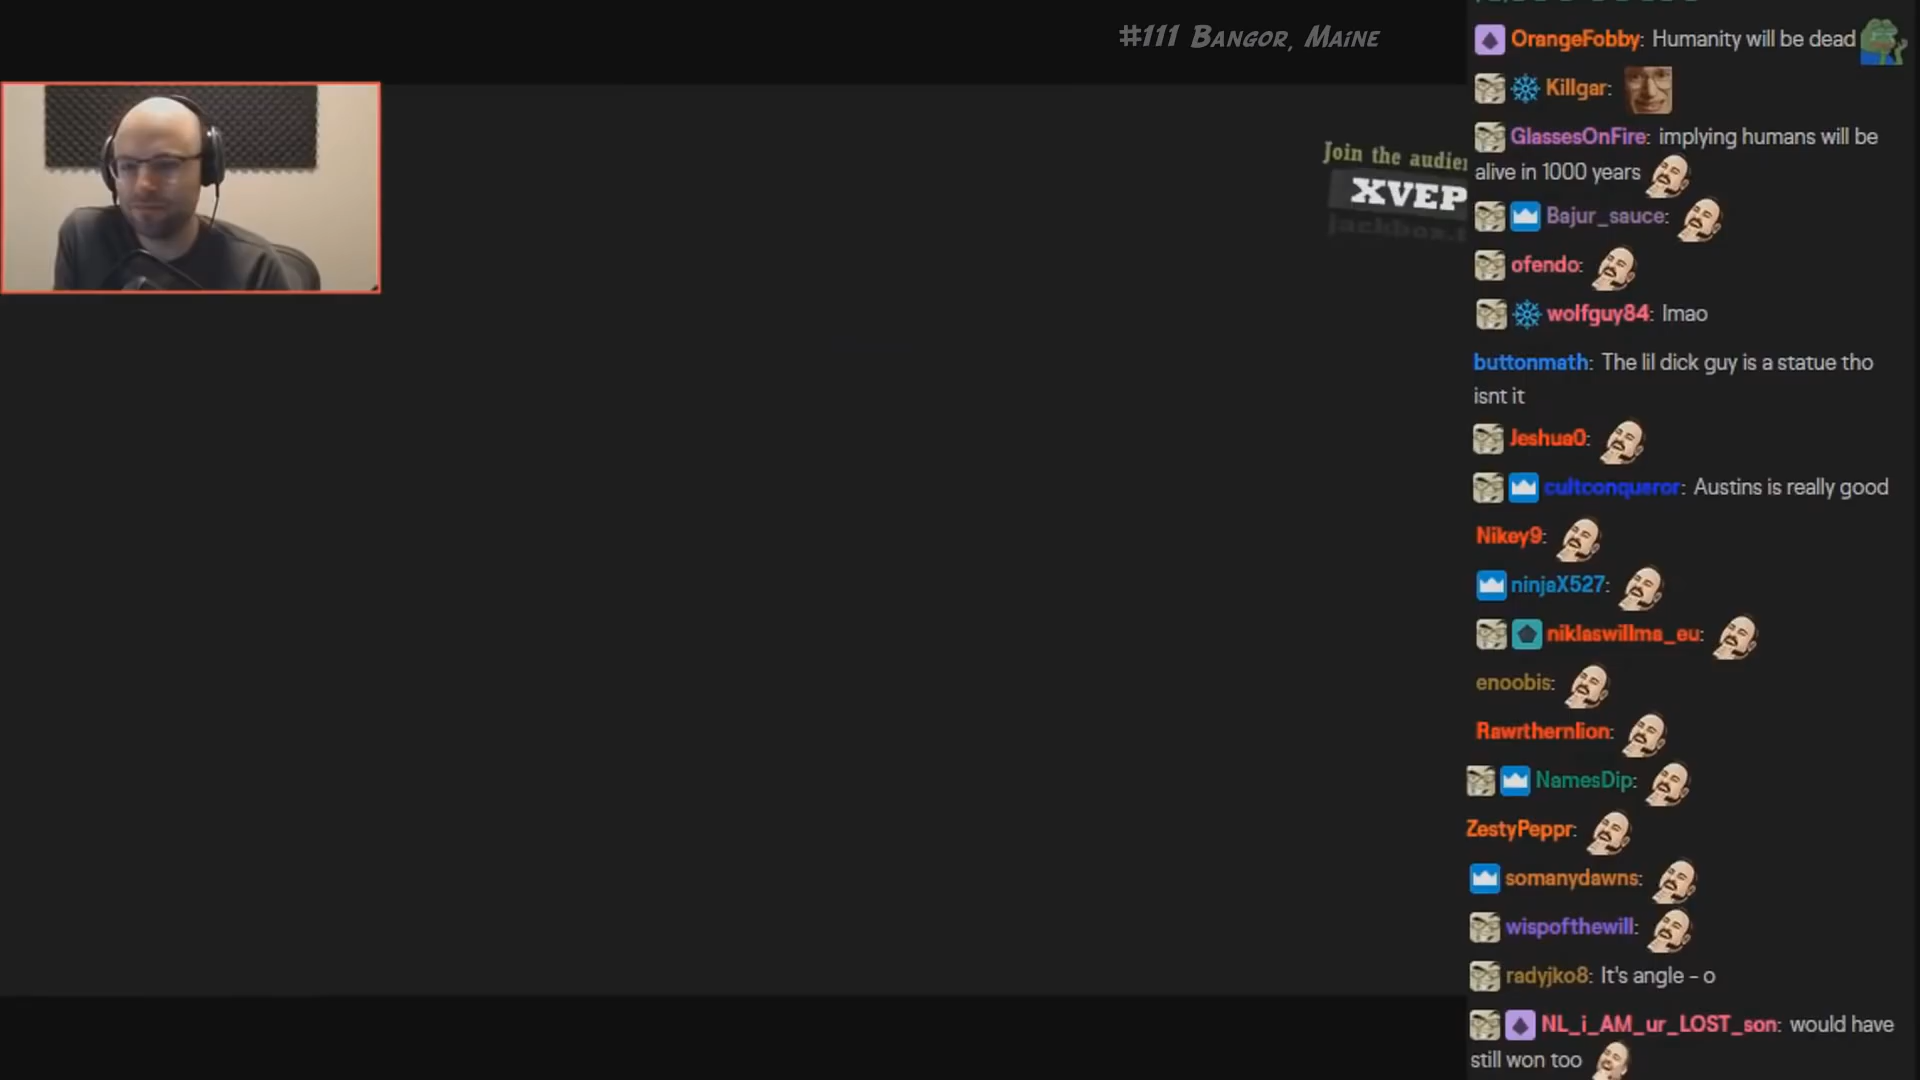 #111 Bangor, Maine
Join the audien
XVEP
jackbox.t
OrangeFobby: Humanity will be dead
Killgar:
GlassesOnFire: implying humans will be
alive in 1000 years
Bajur_sauce:
ofendo:
wolfguy84: lmao
buttonmath: The lil dick guy is a statue tho
isnt it
Jeshua0:
cultconqueror: Austins is really good
Nikey9:
ninjaX527:
niklaswillma_eu:
enoobis:
Rawrthernlion:
NamesDip:
ZestyPeppr:
somanydawns:
wispofthewill:
radyjko8: It's angle - o
NL_i_AM_ur_LOST_son: would have
still won too